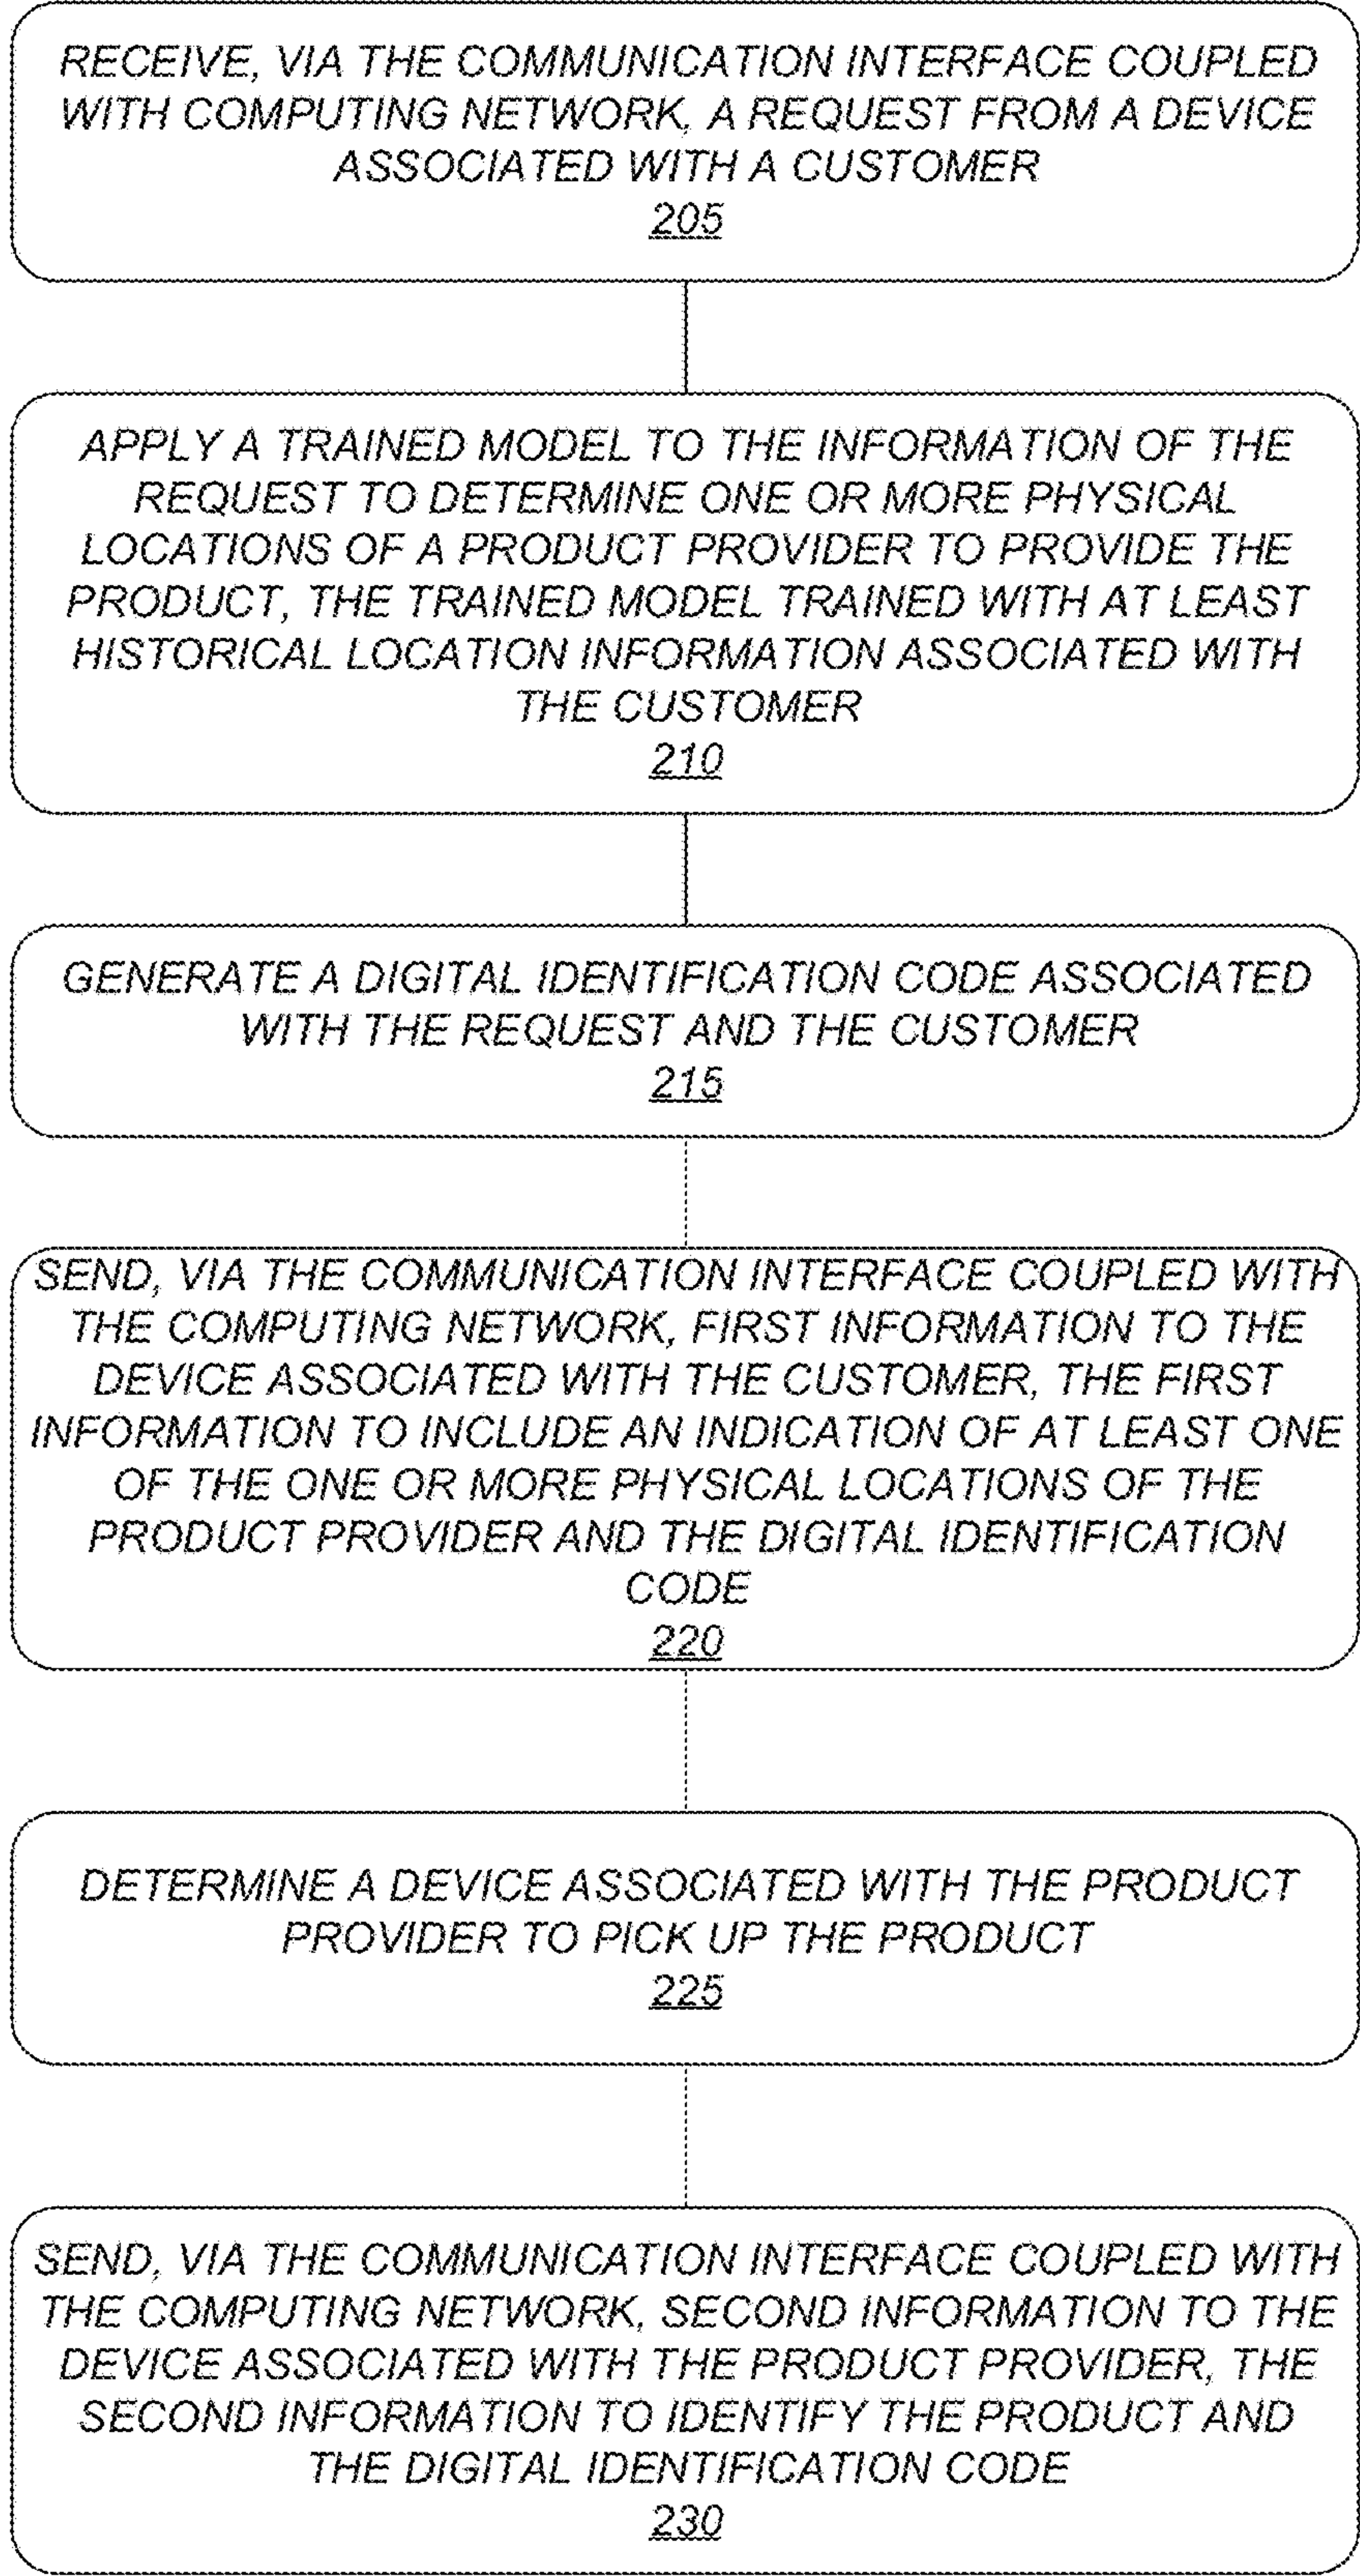 RECEIVE, VIA THE COMMUNICATION INTERFACE COUPLED
WITH COMPUTING NETWORK, A REQUEST FROM A DEVICE
ASSOCIATED WITH A CUSTOMER
205
APPLY A TRAINED MODEL TO THE INFORMATION OF THE
REQUEST TO DETERMINE ONE OR MORE PHYSICAL
LOCATIONS OF A PRODUCT PROVIDER TO PROVIDE THE
PRODUCT, THE TRAINED MODEL TRAINED WITH AT LEAST
HISTORICAL LOCATION INFORMATION ASSOCIATED WITH
THE CUSTOMER
210
GENERATE A DIGITAL IDENTIFICATION CODE ASSOCIATED
WITH THE REQUEST AND THE CUSTOMER
215
SEND, VIA THE COMMUNICATION INTERFACE COUPLED WITH
THE COMPUTING NETWORK, FIRST INFORMATION TO THE
DEVICE ASSOCIATED WITH THE CUSTOMER, THE FIRST
INFORMATION TO INCLUDE AN INDICATION OF AT LEAST ONE
OF THE ONE OR MORE PHYSICAL LOCATIONS OF THE
PRODUCT PROVIDER AND THE DIGITAL IDENTIFICATION
CODE
220
DETERMINE A DEVICE ASSOCIATED WITH THE PRODUCT
PROVIDER TO PICK UP THE PRODUCT
225
SEND, VIA THE COMMUNICATION INTERFACE COUPLED WITH
THE COMPUTING NETWORK, SECOND INFORMATION TO THE
DEVICE ASSOCIATED WITH THE PRODUCT PROVIDER, THE
SECOND INFORMATION TO IDENTIFY THE PRODUCT AND
THE DIGITAL IDENTIFICATION CODE
230